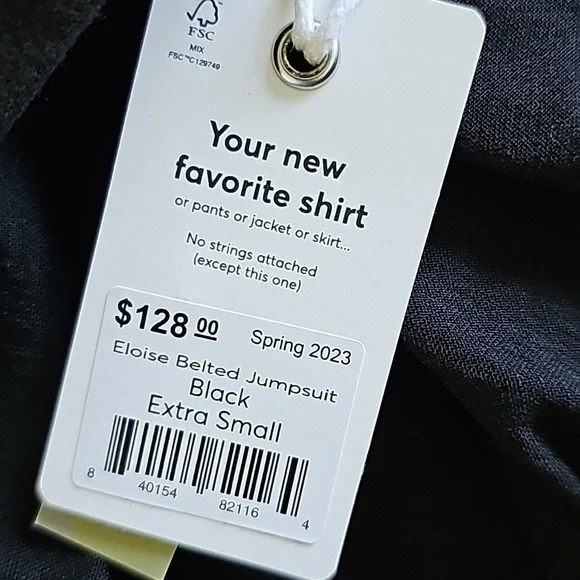 FSC
MIX
FSC™C129749
Your new
favorite shirt
or pants or jacket or skirt...
No strings attached
(except this one)
$128.00 Spring 2023
Eloise Belted Jumpsuit
Black
Extra Small
8 40154 82116 4